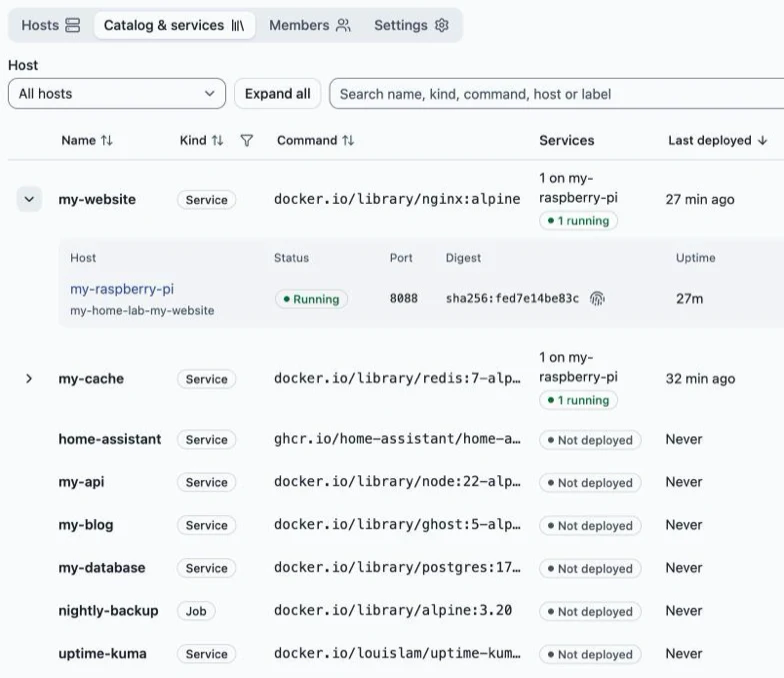 Hosts Catalog & services Members Settings
Host
All hosts Expand all Search name, kind, command, host or label
Name Kind Command Services Last deployed
my-website Service docker.io/library/nginx:alpine 1 on my-raspberry-pi 27 min ago
1 running
Host Status Port Digest Uptime
my-raspberry-pi Running 8088 sha256:fed7e14be83c 27m
my-home-lab-my-website
my-cache Service docker.io/library/redis:7-alp… 1 on my-raspberry-pi 32 min ago
1 running
home-assistant Service ghcr.io/home-assistant/home-a… Not deployed Never
my-api Service docker.io/library/node:22-alp… Not deployed Never
my-blog Service docker.io/library/ghost:5-alp… Not deployed Never
my-database Service docker.io/library/postgres:17… Not deployed Never
nightly-backup Job docker.io/library/alpine:3.20 Not deployed Never
uptime-kuma Service docker.io/louislam/uptime-kum… Not deployed Never